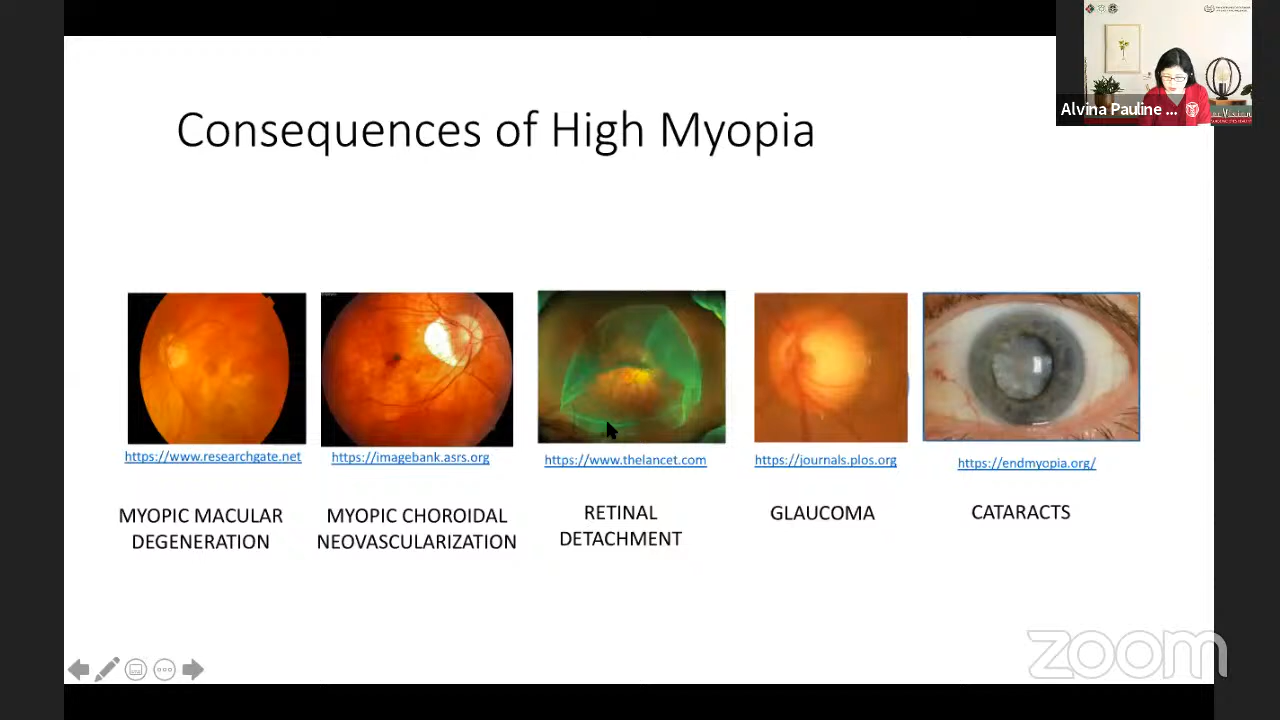 Alvina Pauline ...
Consequences of High Myopia
https://www.researchgate.net
https://imagebank.asrs.org
https://www.thelancet.com
https://journals.plos.org
https://endmyopia.org/
MYOPIC MACULAR
DEGENERATION
MYOPIC CHOROIDAL
NEOVASCULARIZATION
RETINAL
DETACHMENT
GLAUCOMA
CATARACTS
zoom